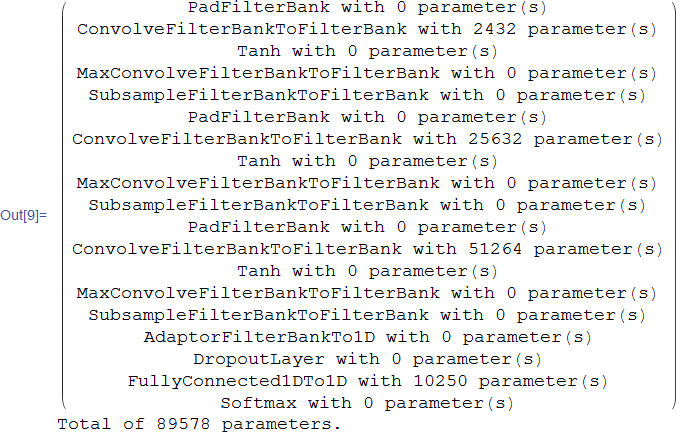 PadFilterBank with 0 parameter(s)
ConvolveFilterBankToFilterBank with 2432 parameter(s)
Tanh with 0 parameter(s)
MaxConvolveFilterBankToFilterBank with 0 parameter(s)
SubsampleFilterBankToFilterBank with 0 parameter(s)
PadFilterBank with 0 parameter(s)
ConvolveFilterBankToFilterBank with 25632 parameter(s)
Tanh with 0 parameter(s)
MaxConvolveFilterBankToFilterBank with 0 parameter(s)
Out[9]= SubsampleFilterBankToFilterBank with 0 parameter(s)
PadFilterBank with 0 parameter(s)
ConvolveFilterBankToFilterBank with 51264 parameter(s)
Tanh with 0 parameter(s)
MaxConvolveFilterBankToFilterBank with 0 parameter(s)
SubsampleFilterBankToFilterBank with 0 parameter(s)
AdaptorFilterBankTo1D with 0 parameter(s)
DropoutLayer with 0 parameter(s)
FullyConnected1DTo1D with 10250 parameter(s)
Softmax with 0 parameter(s)
Total of 89578 parameters.